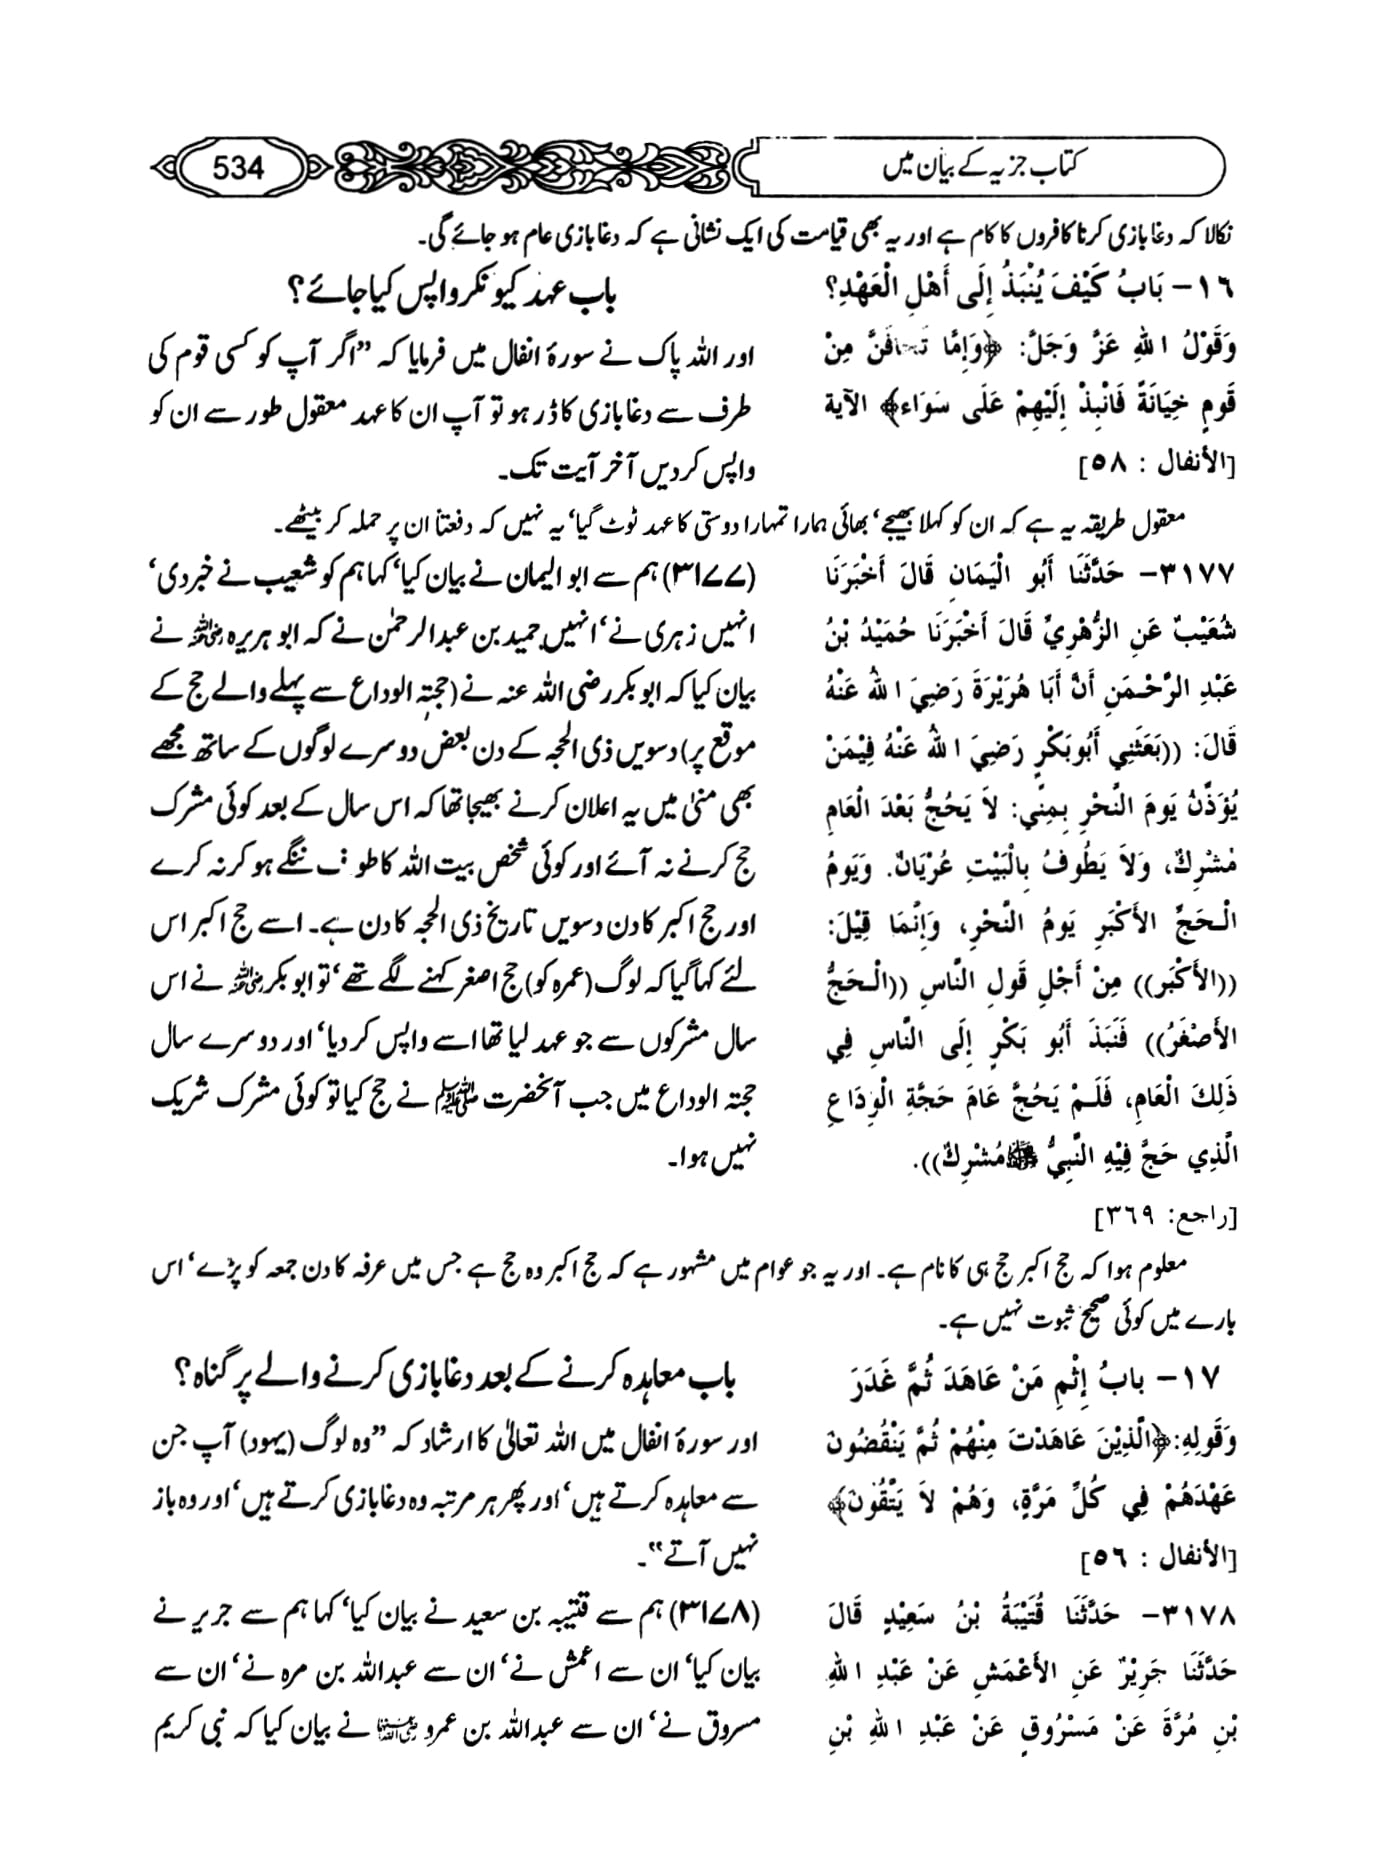 کتاب جزیہ کے بیان میں
534
نکالا کہ دغا بازی کرنا کافروں کا کام ہے اور یہ بھی قیامت کی ایک نشانی ہے کہ دغا بازی عام ہو جائے گی۔
١٦- بَابُ كَيْفَ يُنْبَذُ إِلَى أَهْلِ الْعَهْدِ؟
وَقَوْلُ اللهِ عَزَّ وَجَلَّ: ﴿وَإِمَّا تَخَافَنَّ مِنْ
قَومٍ خِيَانَةً فَانْبِذْ إِلَيْهِمْ عَلَى سَوَاء﴾ الآية
[الأنفال : ٥٨]
باب عہد کیونکر واپس کیا جائے؟
اور اللہ پاک نے سورۂ انفال میں فرمایا کہ ”اگر آپ کو کسی قوم کی
طرف سے دغا بازی کا ڈر ہو تو آپ ان کا عہد معقول طور سے ان کو
واپس کر دیں آخر آیت تک۔
معقول طریقہ یہ ہے کہ ان کو کہلا بھیجے‘ بھائی ہمارا تمہارا دوستی کا عہد ٹوٹ گیا‘ یہ نہیں کہ دفعتاً ان پر حملہ کر بیٹھے۔
٣١٧٧- حَدَّثَنَا أَبُو الْيَمَانِ قَالَ أَخْبَرَنَا
شُعَيْبٌ عَنِ الزُّهْرِيِّ قَالَ أَخْبَرَنَا حُمَيْدُ بْنُ
عَبْدِ الرَّحْمَنِ أَنَّ أَبَا هُرَيْرَةَ رَضِيَ اللهُ عَنْهُ
قَالَ: ((بَعَثَنِي أَبُوبَكْرٍ رَضِيَ اللهُ عَنْهُ فِيْمَنْ
يُؤَذِّنُ يَومَ النَّحْرِ بِمِنًى: لاَ يَحُجُّ بَعْدَ الْعَامِ
مُشْرِكٌ، وَلاَ يَطُوفُ بِالْبَيْتِ عُرْيَانٌ. وَيَومُ
الْحَجِّ الأَكْبَرِ يَومُ النَّحْرِ، وَإِنَّمَا قِيْلَ:
((الأَكْبَر)) مِنْ أَجْلِ قَولِ النَّاسِ ((الْحَجُّ
الأَصْغَرُ)) فَنَبَذَ أَبُو بَكْرٍ إِلَى النَّاسِ فِي
ذَلِكَ الْعَامِ، فَلَمْ يَحُجَّ عَامَ حَجَّةِ الْوِدَاعِ
الَّذِي حَجَّ فِيْهِ النَّبِيُّ ﷺ مُشْرِكٌ)).
[راجع: ٣٦٩]
(۳۱۷۷) ہم سے ابو الیمان نے بیان کیا‘ کہا ہم کو شعیب نے خبر دی‘
انہیں زہری نے‘ انہیں حمید بن عبدالرحمٰن نے کہ ابو ہریرہ رضی اللہ عنہ نے
بیان کیا کہ ابو بکر رضی اللہ عنہ نے (حجۃ الوداع سے پہلے والے حج کے
موقع پر) دسویں ذی الحجہ کے دن بعض دوسرے لوگوں کے ساتھ مجھے
بھی منیٰ میں یہ اعلان کرنے بھیجا تھا کہ اس سال کے بعد کوئی مشرک
حج کرنے نہ آئے اور کوئی شخص بیت اللہ کا طواف ننگے ہو کر نہ کرے
اور حج اکبر کا دن دسویں تاریخ ذی الحجہ کا دن ہے۔ اسے حج اکبر اس
لئے کہا گیا کہ لوگ (عمرہ کو) حج اصغر کہنے لگے تھے‘ تو ابو بکر رضی اللہ عنہ نے اس
سال مشرکوں سے جو عہد لیا تھا اسے واپس کر دیا‘ اور دوسرے سال
حجۃ الوداع میں جب آنحضرت ﷺ نے حج کیا تو کوئی مشرک شریک
نہیں ہوا۔
معلوم ہوا کہ حج اکبر حج ہی کا نام ہے۔ اور یہ جو عوام میں مشہور ہے کہ حج اکبر وہ حج ہے جس میں عرفہ کا دن جمعہ کو پڑے‘ اس
بارے میں کوئی صحیح ثبوت نہیں ہے۔
١٧- بابُ إِثْمِ مَنْ عَاهَدَ ثُمَّ غَدَرَ
وَقَولِهِ: ﴿الَّذِيْنَ عَاهَدْتَ مِنْهُمْ ثُمَّ يَنْقُضُونَ
عَهْدَهُمْ فِي كُلِّ مَرَّةٍ، وَهُمْ لاَ يَتَّقُونَ﴾
[الأنفال : ٥٦]
باب معاہدہ کرنے کے بعد دغا بازی کرنے والے پر گناہ؟
اور سورۂ انفال میں اللہ تعالیٰ کا ارشاد کہ ”وہ لوگ (یہود) آپ جن
سے معاہدہ کرتے ہیں‘ اور پھر ہر مرتبہ وہ دغا بازی کرتے ہیں‘ اور وہ باز
نہیں آتے“۔
٣١٧٨- حَدَّثَنَا قُتَيْبَةُ بْنُ سَعِيْدٍ قَالَ
حَدَّثَنَا جَرِيْرٌ عَنِ الأَعْمَشِ عَنْ عَبْدِ اللهِ
بْنِ مُرَّةَ عَنْ مَسْرُوقٍ عَنْ عَبْدِ اللهِ بْنِ
(۳۱۷۸) ہم سے قتیبہ بن سعید نے بیان کیا‘ کہا ہم سے جریر نے
بیان کیا‘ ان سے اعمش نے‘ ان سے عبداللہ بن مرہ نے‘ ان سے
مسروق نے‘ ان سے عبداللہ بن عمرو رضی اللہ عنہما نے بیان کیا کہ نبی کریم